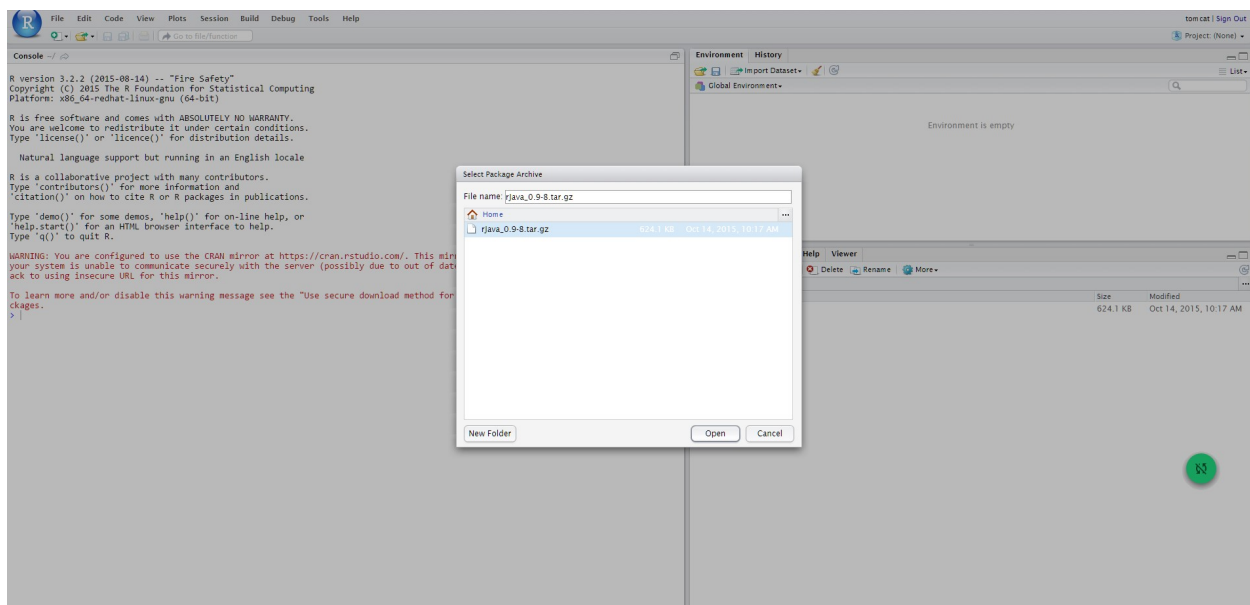 File Edit Code View Plots Session Build Debug Tools Help
tomcat | Sign Out
Go to file/function
Project: (None)
Console ~/
R version 3.2.2 (2015-08-14) -- "Fire Safety"
Copyright (C) 2015 The R Foundation for Statistical Computing
Platform: x86_64-redhat-linux-gnu (64-bit)
R is free software and comes with ABSOLUTELY NO WARRANTY.
You are welcome to redistribute it under certain conditions.
Type 'license()' or 'licence()' for distribution details.
Natural language support but running in an English locale
R is a collaborative project with many contributors.
Type 'contributors()' for more information and
'citation()' on how to cite R or R packages in publications.
Type 'demo()' for some demos, 'help()' for on-line help, or
'help.start()' for an HTML browser interface to help.
Type 'q()' to quit R.
WARNING: You are configured to use the CRAN mirror at https://cran.rstudio.com/. This mir
your system is unable to communicate securely with the server (possibly due to out of dat
ack to using insecure URL for this mirror.
To learn more and/or disable this warning message see the "Use secure download method for
ckages.
>
Select Package Archive
File name: rJava_0.9-8.tar.gz
Home ...
rJava_0.9-8.tar.gz 624.1 KB Oct 14, 2015, 10:17 AM
New Folder Open Cancel
Environment History
Import Dataset List
Global Environment
Environment is empty
Help Viewer
Delete Rename More
...
Size Modified
624.1 KB Oct 14, 2015, 10:17 AM